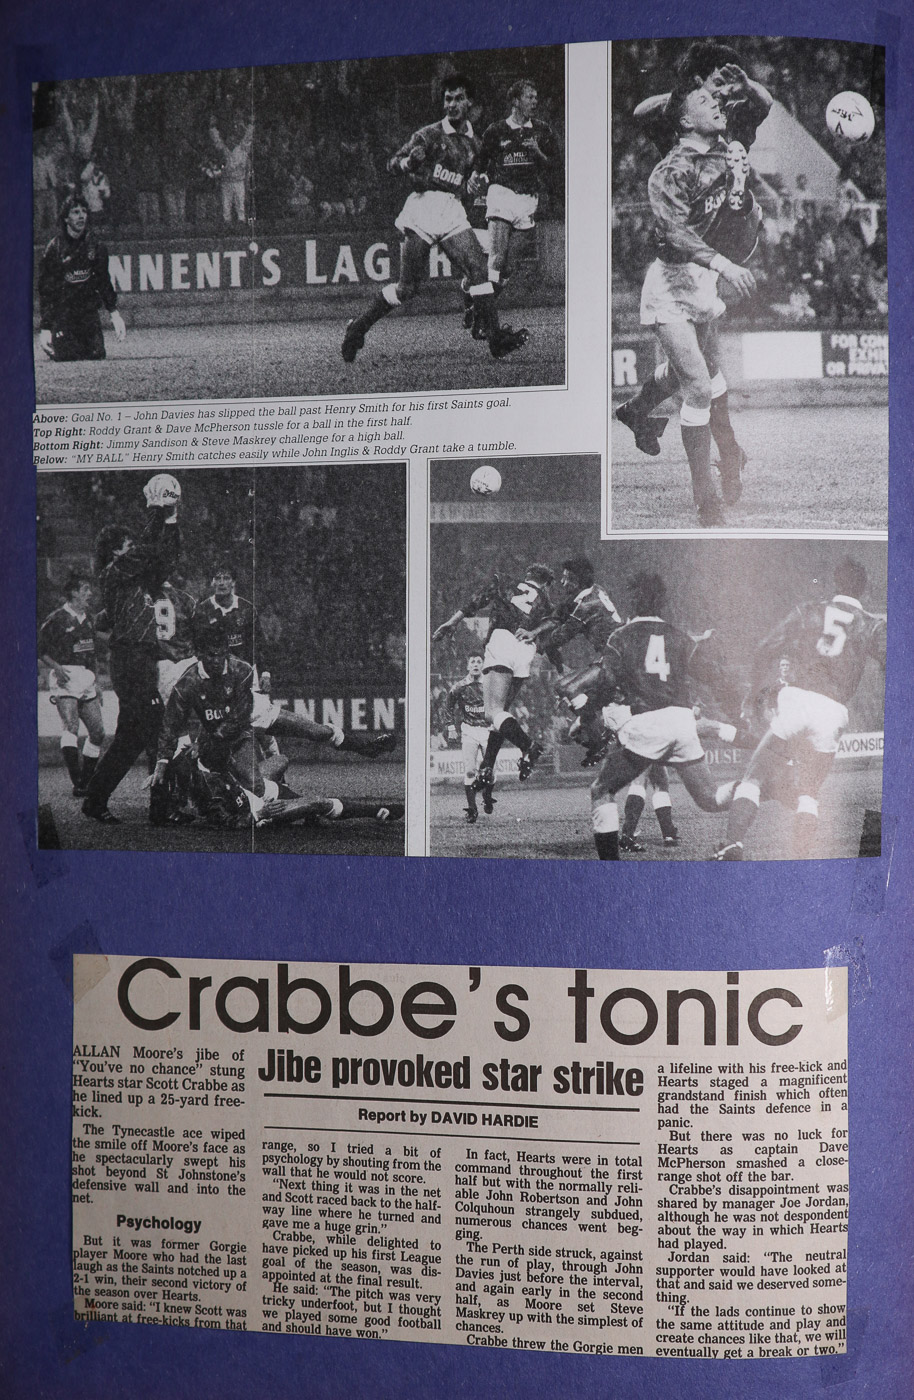 Bona
NNENT'S LAG R
FOR CON
EXHIB
OR PRIVA
R
Above: Goal No. 1 – John Davies has slipped the ball past Henry Smith for his first Saints goal.
Top Right: Roddy Grant & Dave McPherson tussle for a ball in the first half.
Bottom Right: Jimmy Sandison & Steve Maskrey challenge for a high ball.
Below: "MY BALL" Henry Smith catches easily while John Inglis & Roddy Grant take a tumble.
9
ENNENT
2
4
5
OUSE
AVONSID
Crabbe's tonic
Jibe provoked star strike
Report by DAVID HARDIE
ALLAN Moore's jibe of
"You've no chance" stung
Hearts star Scott Crabbe as
he lined up a 25-yard free-
kick.
The Tynecastle ace wiped
the smile off Moore's face as
he spectacularly swept his
shot beyond St Johnstone's
defensive wall and into the
net.
Psychology
But it was former Gorgie
player Moore who had the last
laugh as the Saints notched up a
2-1 win, their second victory of
the season over Hearts.
Moore said: "I knew Scott was
brilliant at free-kicks from that
range, so I tried a bit of
psychology by shouting from the
wall that he would not score.
"Next thing it was in the net
and Scott raced back to the half-
way line where he turned and
gave me a huge grin."
Crabbe, while delighted to
have picked up his first League
goal of the season, was dis-
appointed at the final result.
He said: "The pitch was very
tricky underfoot, but I thought
we played some good football
and should have won."
In fact, Hearts were in total
command throughout the first
half but with the normally reli-
able John Robertson and John
Colquhoun strangely subdued,
numerous chances went beg-
ging.
The Perth side struck, against
the run of play, through John
Davies just before the interval,
and again early in the second
half, as Moore set Steve
Maskrey up with the simplest of
chances.
Crabbe threw the Gorgie men
a lifeline with his free-kick and
Hearts staged a magnificent
grandstand finish which often
had the Saints defence in a
panic.
But there was no luck for
Hearts as captain Dave
McPherson smashed a close-
range shot off the bar.
Crabbe's disappointment was
shared by manager Joe Jordan,
although he was not despondent
about the way in which Hearts
had played.
Jordan said: "The neutral
supporter would have looked at
that and said we deserved some-
thing.
"If the lads continue to show
the same attitude and play and
create chances like that, we will
eventually get a break or two."